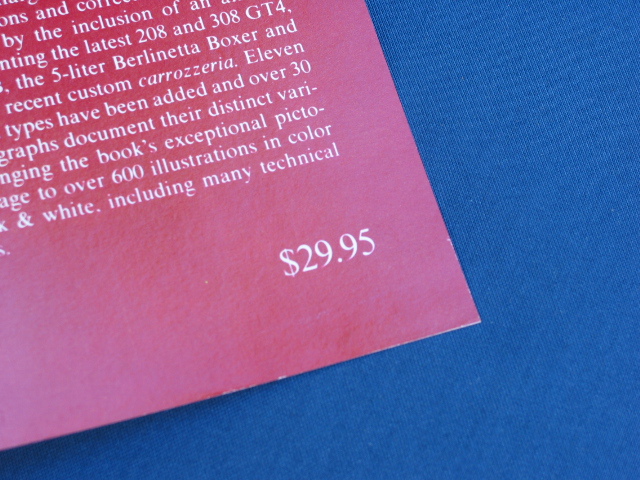 ons and correc
by the inclusion of an
nting the latest 208 and 308 GT4,
, the 5-liter Berlinetta Boxer and
recent custom carrozzeria. Eleven
types have been added and over 30
graphs document their distinct vari-
nging the book's exceptional picto-
age to over 600 illustrations in color
k & white, including many technical
s.
$29.95